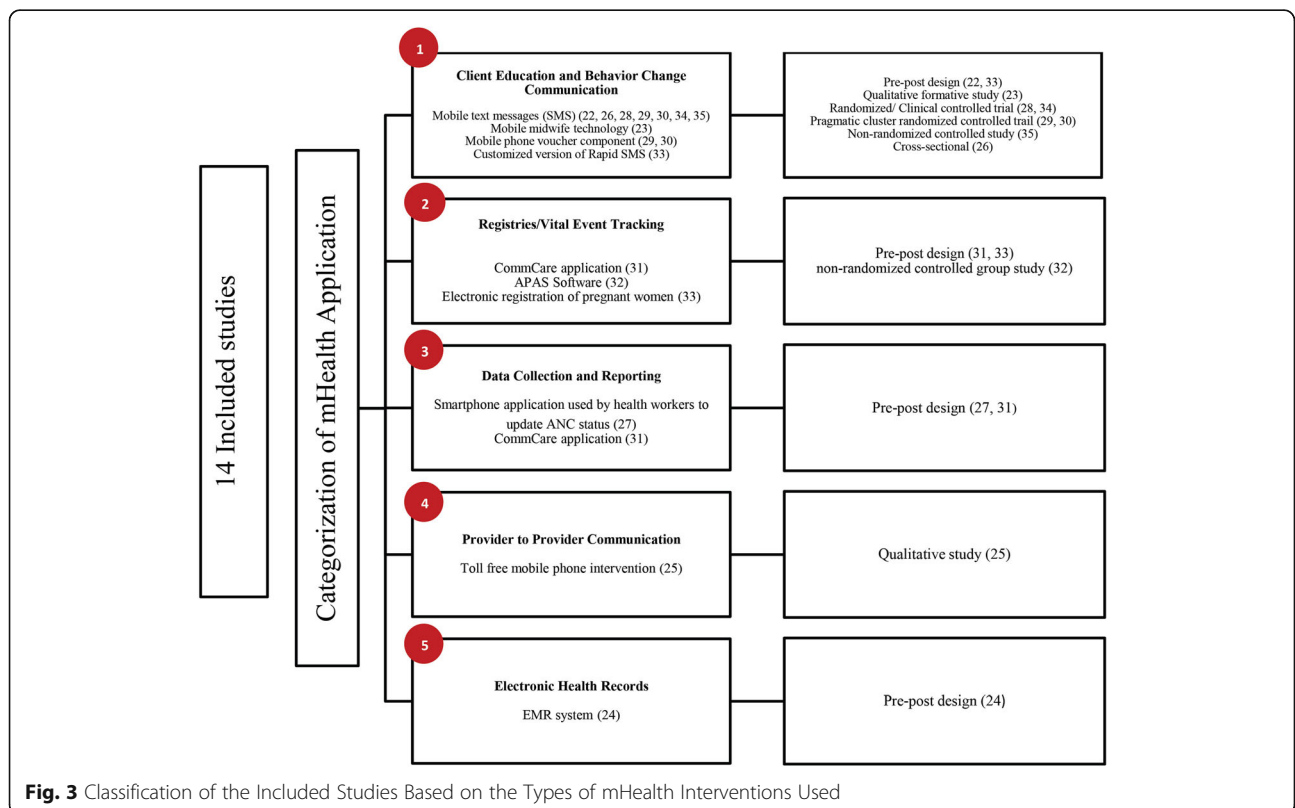 14 Included studies
Categorization of mHealth Application
1
Client Education and Behavior Change
Communication
Mobile text messages (SMS) (22, 26, 28, 29, 30, 34, 35)
Mobile midwife technology (23)
Mobile phone voucher component (29, 30)
Customized version of Rapid SMS (33)
Pre-post design (22, 33)
Qualitative formative study (23)
Randomized/ Clinical controlled trial (28, 34)
Pragmatic cluster randomized controlled trail (29, 30)
Non-randomized controlled study (35)
Cross-sectional (26)
2
Registries/Vital Event Tracking
CommCare application (31)
APAS Software (32)
Electronic registration of pregnant women (33)
Pre-post design (31, 33)
non-randomized controlled group study (32)
3
Data Collection and Reporting
Smartphone application used by health workers to
update ANC status (27)
CommCare application (31)
Pre-post design (27, 31)
4
Provider to Provider Communication
Toll free mobile phone intervention (25)
Qualitative study (25)
5
Electronic Health Records
EMR system (24)
Pre-post design (24)
Fig. 3 Classification of the Included Studies Based on the Types of mHealth Interventions Used